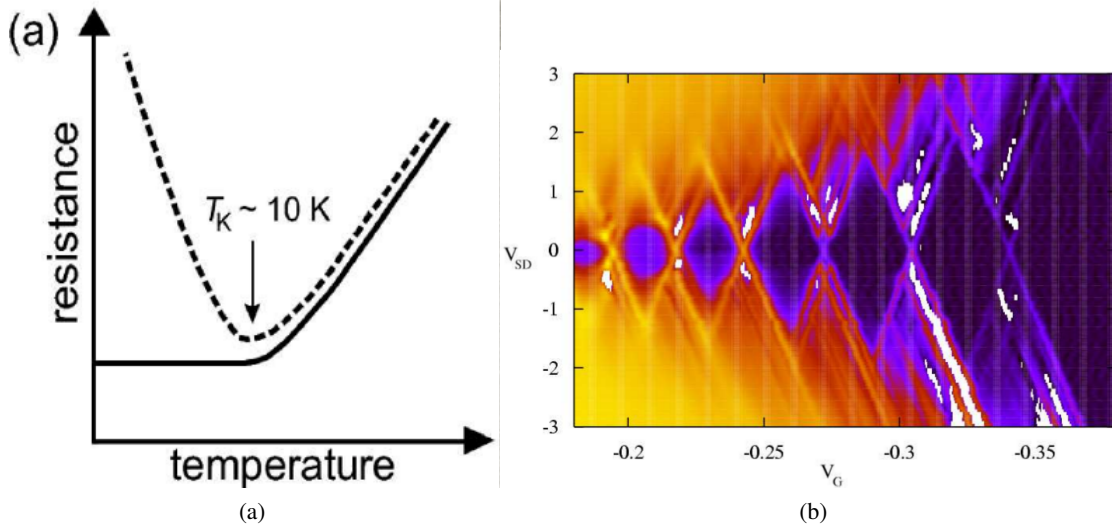 (a)
resistance
T_K ~ 10 K
temperature
(a)
3
2
1
0
-1
-2
-3
V_SD
-0.2
-0.25
-0.3
-0.35
V_G
(b)